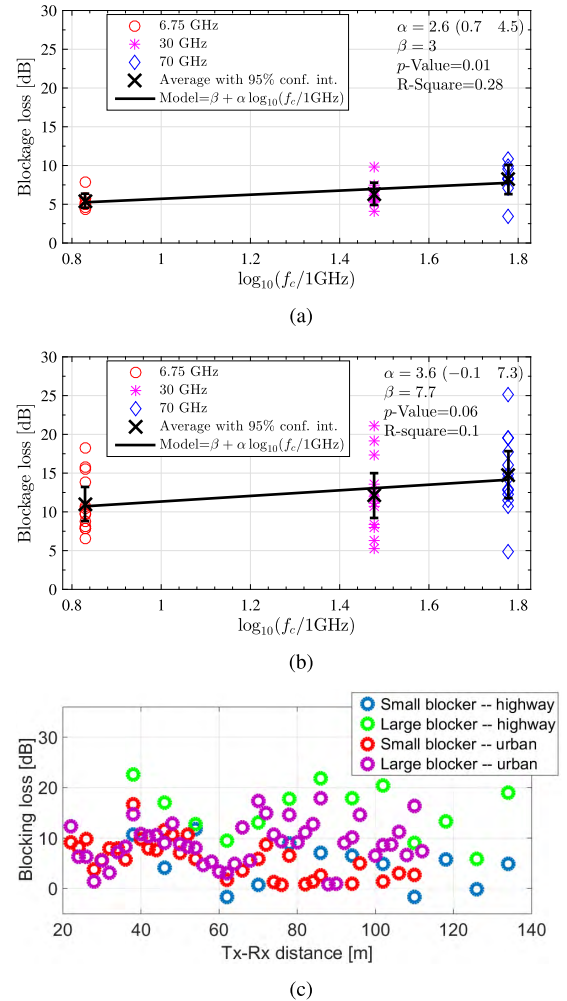 30
25
20
15
10
5
0
Blockage loss [dB]
6.75 GHz
30 GHz
70 GHz
Average with 95% conf. int.
Model=β + α log₁₀(f_c/1GHz)
α = 2.6 (0.7 4.5)
β = 3
p-Value=0.01
R-Square=0.28
0.8 1 1.2 1.4 1.6 1.8
log₁₀(f_c/1GHz)
(a)
30
25
20
15
10
5
0
Blockage loss [dB]
6.75 GHz
30 GHz
70 GHz
Average with 95% conf. int.
Model=β + α log₁₀(f_c/1GHz)
α = 3.6 (−0.1 7.3)
β = 7.7
p-Value=0.06
R-square=0.1
0.8 1 1.2 1.4 1.6 1.8
log₁₀(f_c/1GHz)
(b)
Small blocker -- highway
Large blocker -- highway
Small blocker -- urban
Large blocker -- urban
30
20
10
0
Blocking loss [dB]
20 40 60 80 100 120 140
Tx-Rx distance [m]
(c)